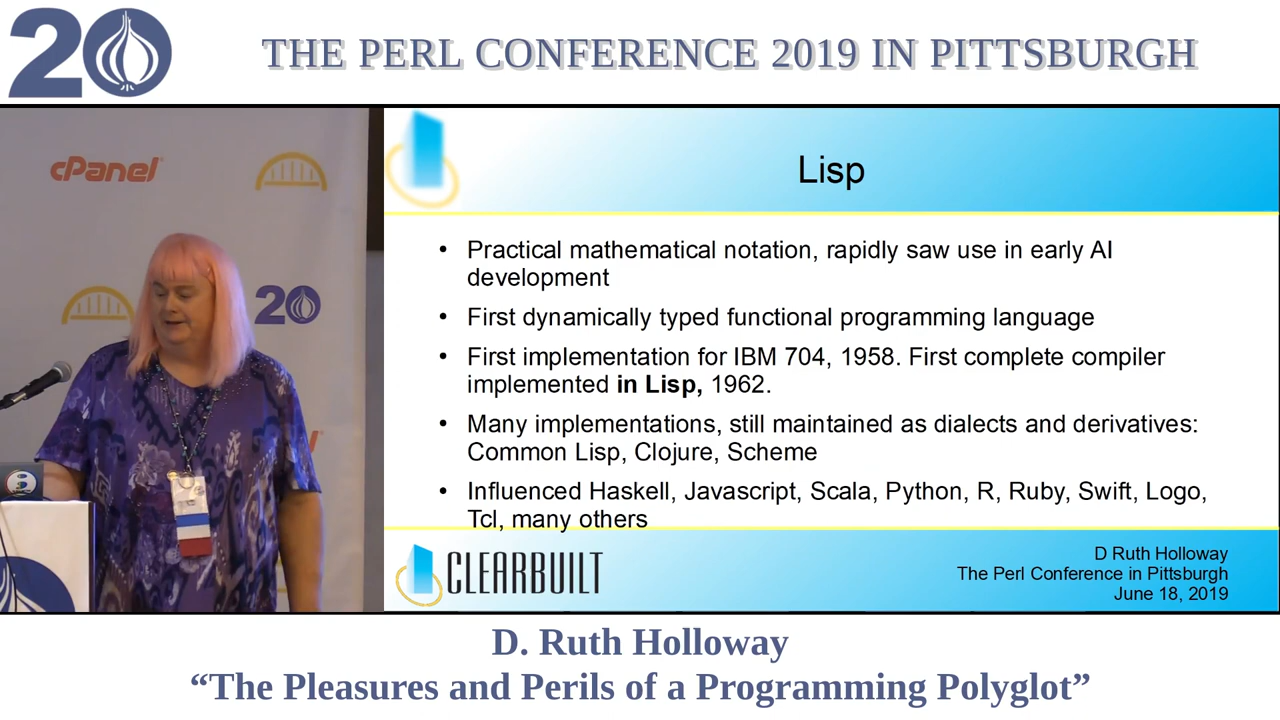 20
THE PERL CONFERENCE 2019 IN PITTSBURGH
cPanel
20
Lisp
• Practical mathematical notation, rapidly saw use in early AI
development
• First dynamically typed functional programming language
• First implementation for IBM 704, 1958. First complete compiler
implemented in Lisp, 1962.
• Many implementations, still maintained as dialects and derivatives:
Common Lisp, Clojure, Scheme
• Influenced Haskell, Javascript, Scala, Python, R, Ruby, Swift, Logo,
Tcl, many others
CLEARBUILT
D Ruth Holloway
The Perl Conference in Pittsburgh
June 18, 2019
D. Ruth Holloway
“The Pleasures and Perils of a Programming Polyglot”